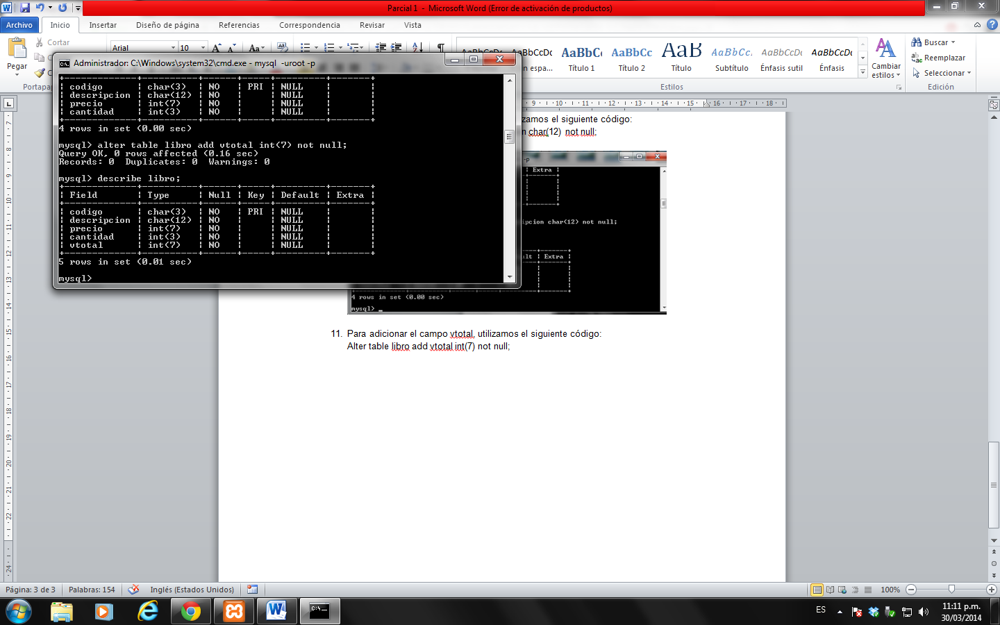 Parcial 1 - Microsoft Word (Error de activación de productos)
Archivo Inicio Insertar Diseño de página Referencias Correspondencia Revisar Vista
Pegar
Cortar
Portapap
Arial 10
AaBbCcDc AaBbC AaBbCc AaB AaBbCc. AaBbCcDc AaBbCcDc
Título 1 Título 2 Título Subtítulo Énfasis sutil Énfasis
Estilos
Cambiar estilos
Buscar
Reemplazar
Seleccionar
Edición
Administrador: C:\Windows\system32\cmd.exe - mysql -uroot -p
| codigo | char(3) | NO | PRI | NULL | |
| descripcion | char(12) | NO | | NULL | |
| precio | int(7) | NO | | NULL | |
| cantidad | int(3) | NO | | NULL | |
4 rows in set (0.00 sec)
mysql> alter table libro add vtotal int(7) not null;
Query OK, 0 rows affected (0.16 sec)
Records: 0 Duplicates: 0 Warnings: 0
mysql> describe libro;
| Field | Type | Null | Key | Default | Extra |
| codigo | char(3) | NO | PRI | NULL | |
| descripcion | char(12) | NO | | NULL | |
| precio | int(7) | NO | | NULL | |
| cantidad | int(3) | NO | | NULL | |
| vtotal | int(7) | NO | | NULL | |
5 rows in set (0.01 sec)
mysql>
zamos el siguiente código:
char(12) not null;
| Extra |
ipcion char(12) not null;
ult | Extra |
4 rows in set (0.00 sec)
mysql> _
11. Para adicionar el campo vtotal, utilizamos el siguiente código:
Alter table libro add vtotal int(7) not null;
Página: 3 de 3 Palabras: 154 Inglés (Estados Unidos) 100%
ES 11:11 p.m.
30/03/2014